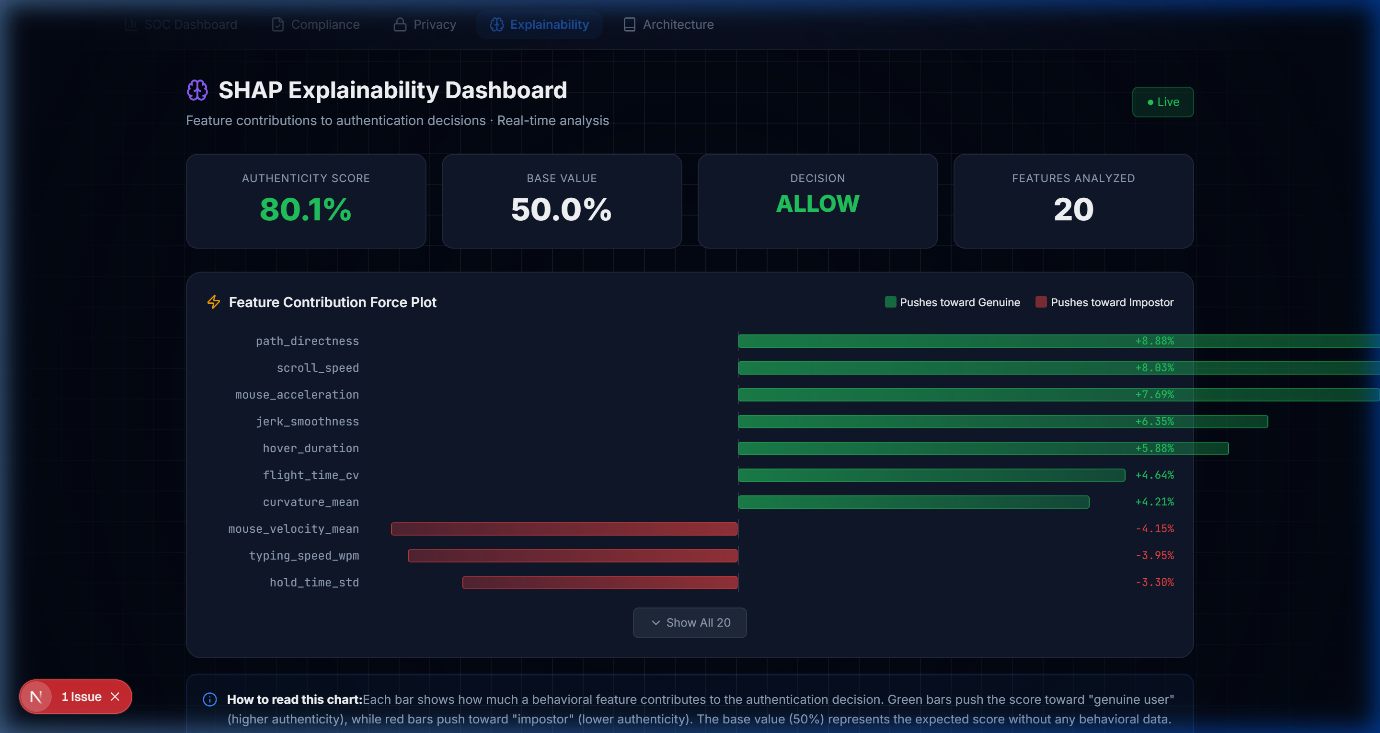 SOC Dashboard Compliance Privacy Explainability Architecture
SHAP Explainability Dashboard
Feature contributions to authentication decisions · Real-time analysis
● Live
AUTHENTICITY SCORE
80.1%
BASE VALUE
50.0%
DECISION
ALLOW
FEATURES ANALYZED
20
Feature Contribution Force Plot
Pushes toward Genuine Pushes toward Impostor
path_directness +8.88%
scroll_speed +8.03%
mouse_acceleration +7.69%
jerk_smoothness +6.35%
hover_duration +5.88%
flight_time_cv +4.64%
curvature_mean +4.21%
mouse_velocity_mean -4.15%
typing_speed_wpm -3.95%
hold_time_std -3.30%
Show All 20
How to read this chart:Each bar shows how much a behavioral feature contributes to the authentication decision. Green bars push the score toward "genuine user"
(higher authenticity), while red bars push toward "impostor" (lower authenticity). The base value (50%) represents the expected score without any behavioral data.
N 1 Issue